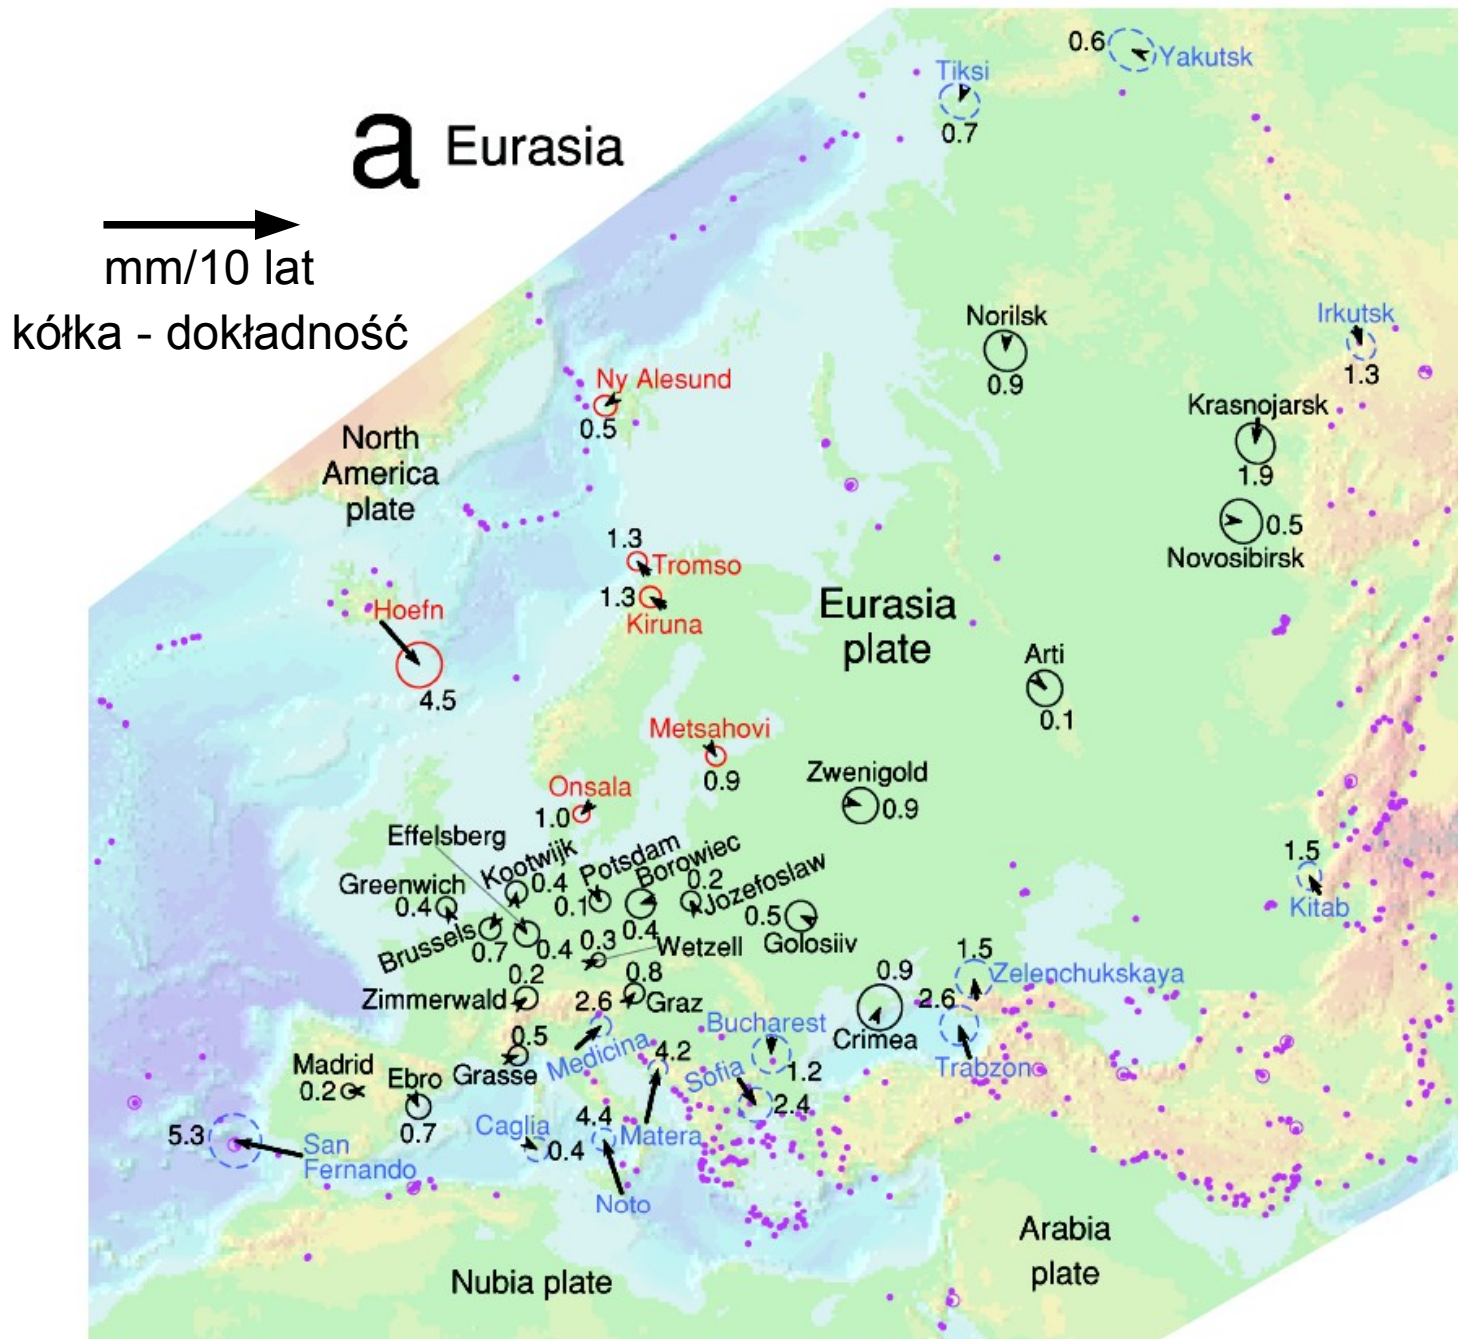 a Eurasia
mm/10 lat
kółka - dokładność
0.6
Yakutsk
Tiksi
0.7
Norilsk
0.9
Irkutsk
1.3
Krasnojarsk
1.9
0.5
Novosibirsk
Ny Alesund
0.5
North
America
plate
1.3
Tromso
1.3
Kiruna
Hoefn
4.5
Eurasia
plate
Arti
0.1
Metsahovi
0.9
Zwenigold
0.9
Onsala
1.0
Effelsberg
Kootwijk
0.4
Potsdam
0.1
Borowiec
0.4
0.2
Jozefoslaw
Greenwich
0.4
Brussels
0.7
0.4
0.3
Wetzell
0.5
Golosiiv
1.5
Kitab
0.2
Zimmerwald
0.8
Graz
0.9
Crimea
1.5
Zelenchukskaya
2.6
Trabzon
2.6
Medicina
Bucharest
1.2
0.5
Grasse
4.2
Matera
Sofia
2.4
Madrid
0.2
Ebro
0.7
Caglia
0.4
4.4
Noto
5.3
San
Fernando
Nubia plate
Arabia
plate